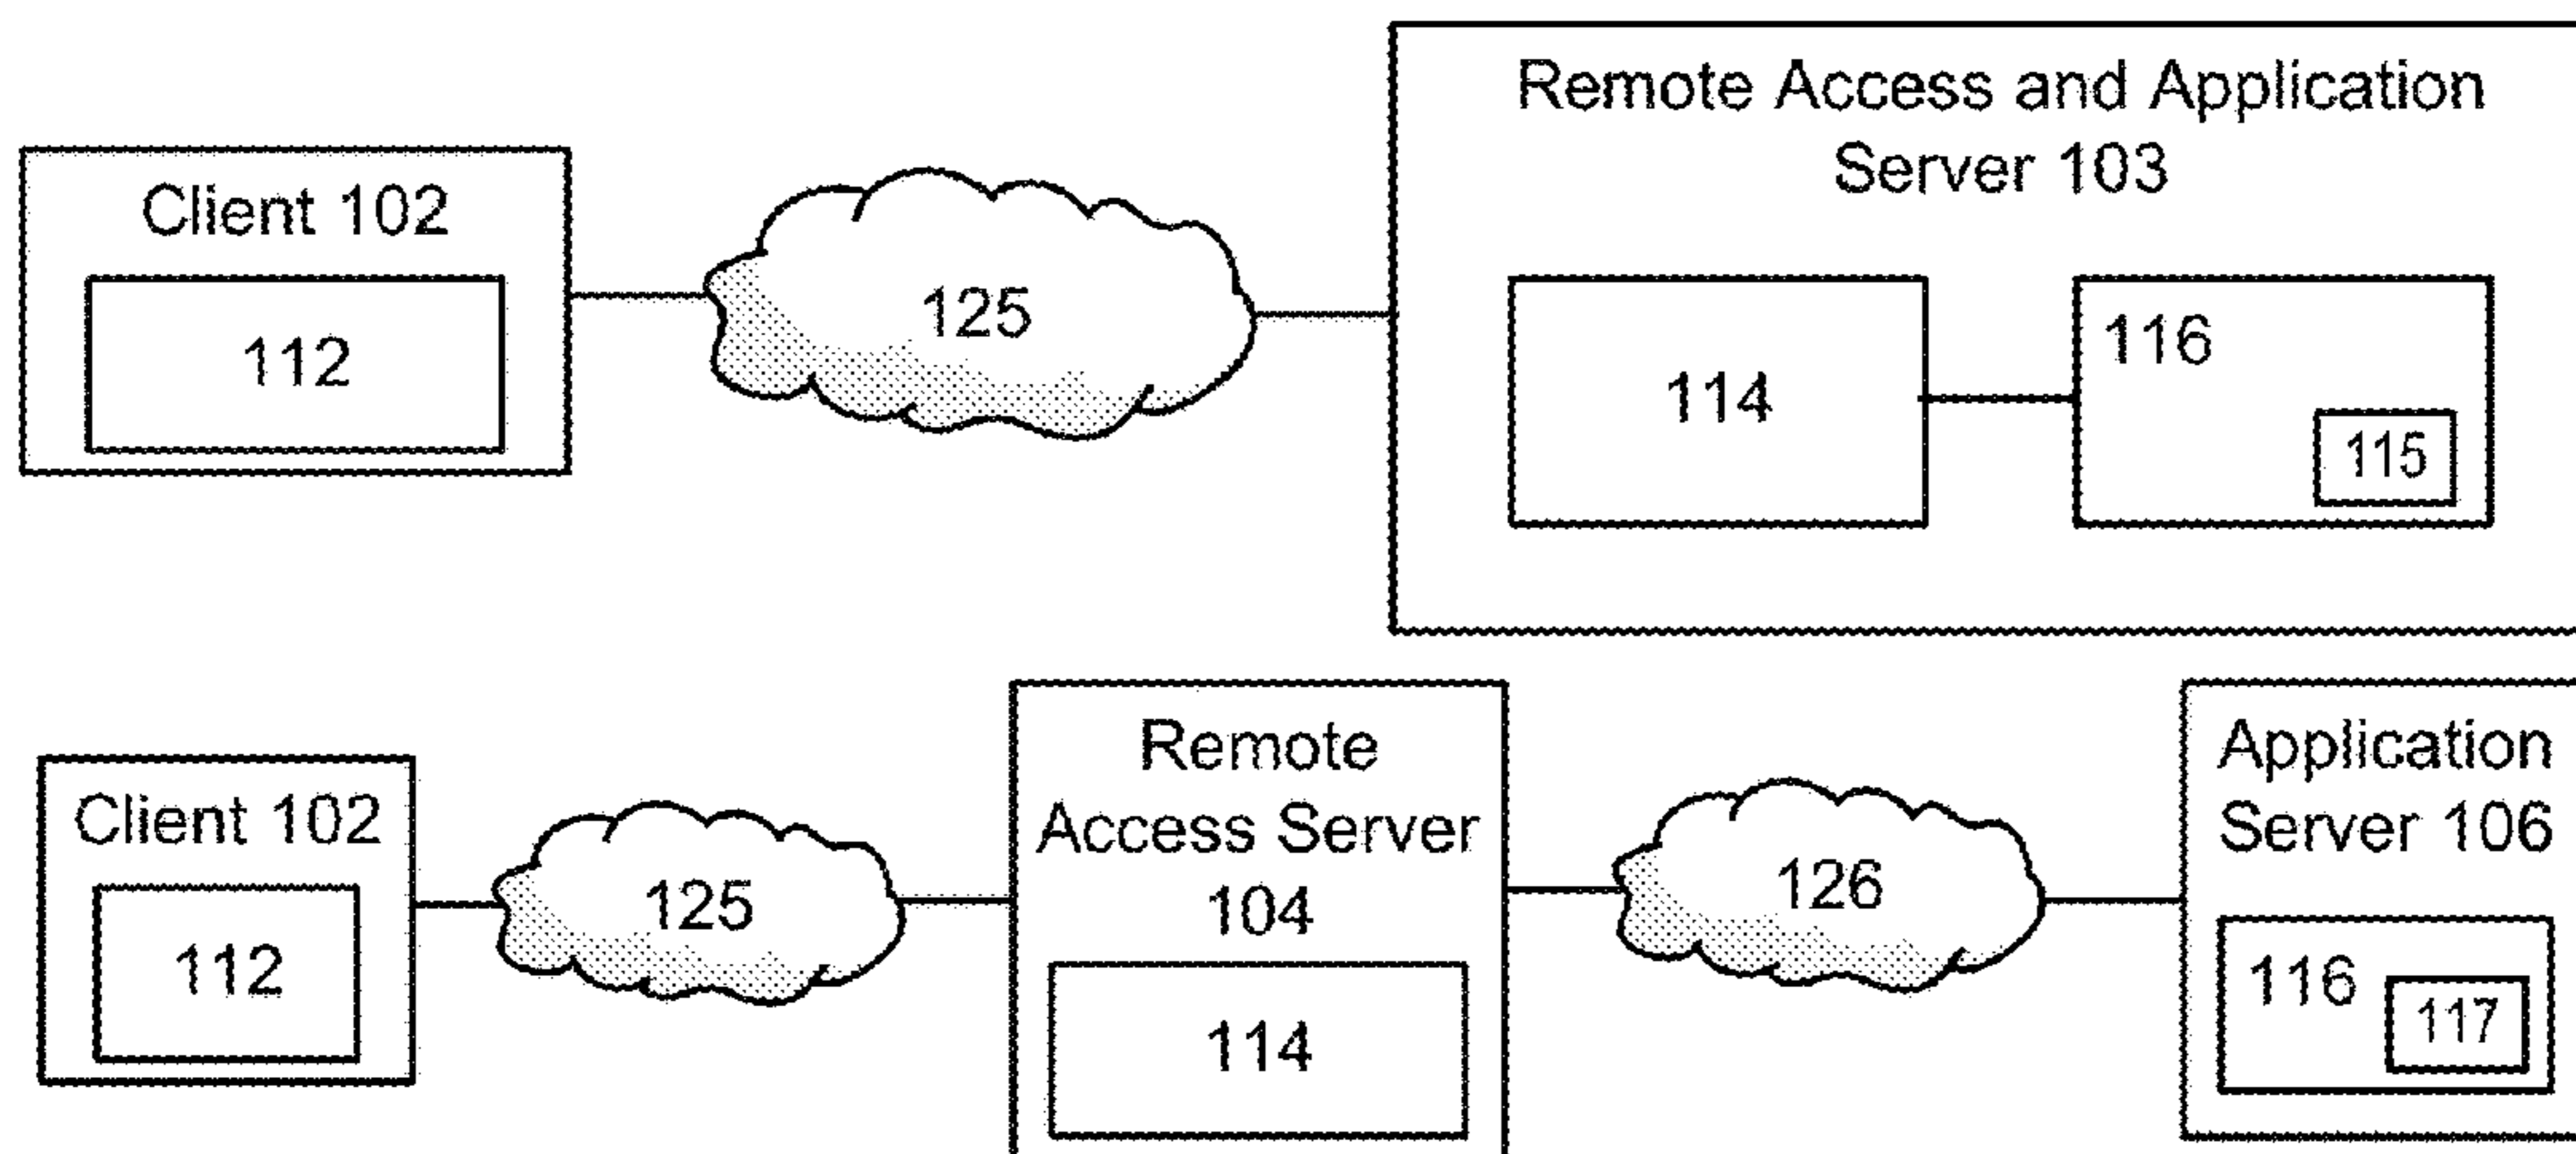 Remote Access and Application
Server 103
Client 102
112
125
114
116
115
Client 102
112
125
Remote
Access Server
104
114
126
Application
Server 106
116
117